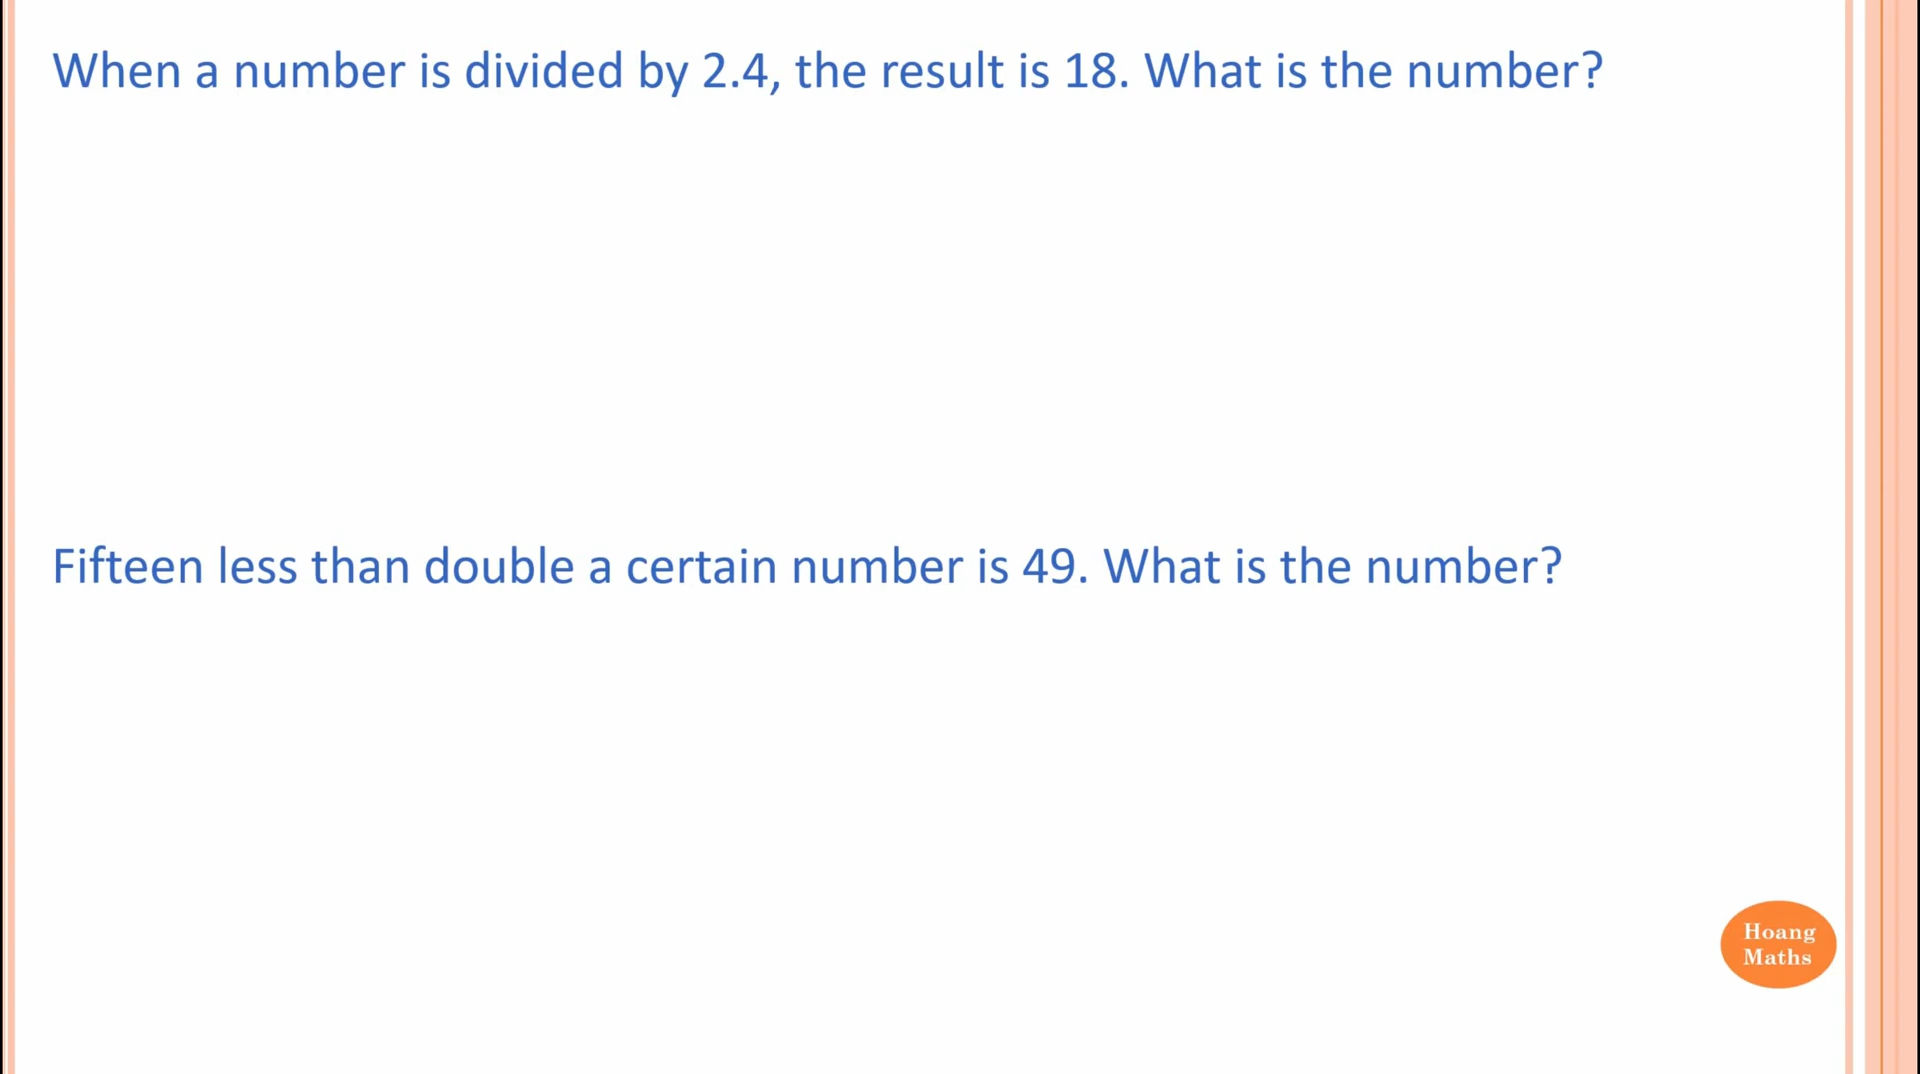 When a number is divided by 2.4, the result is 18. What is the number?
Fifteen less than double a certain number is 49. What is the number?
Hoang
Maths